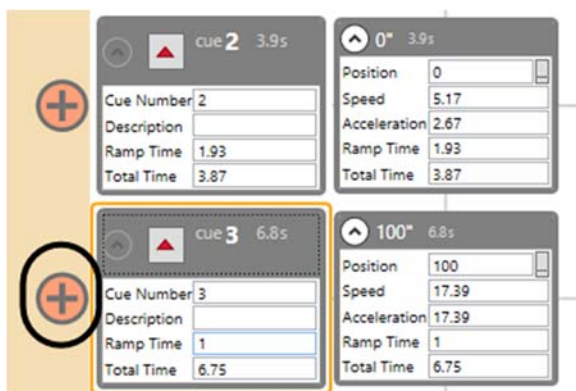 cue 2 3.9s
Cue Number 2
Description
Ramp Time 1.93
Total Time 3.87
0" 3.9s
Position 0
Speed 5.17
Acceleration 2.67
Ramp Time 1.93
Total Time 3.87
cue 3 6.8s
Cue Number 3
Description
Ramp Time 1
Total Time 6.75
100" 6.8s
Position 100
Speed 17.39
Acceleration 17.39
Ramp Time 1
Total Time 6.75